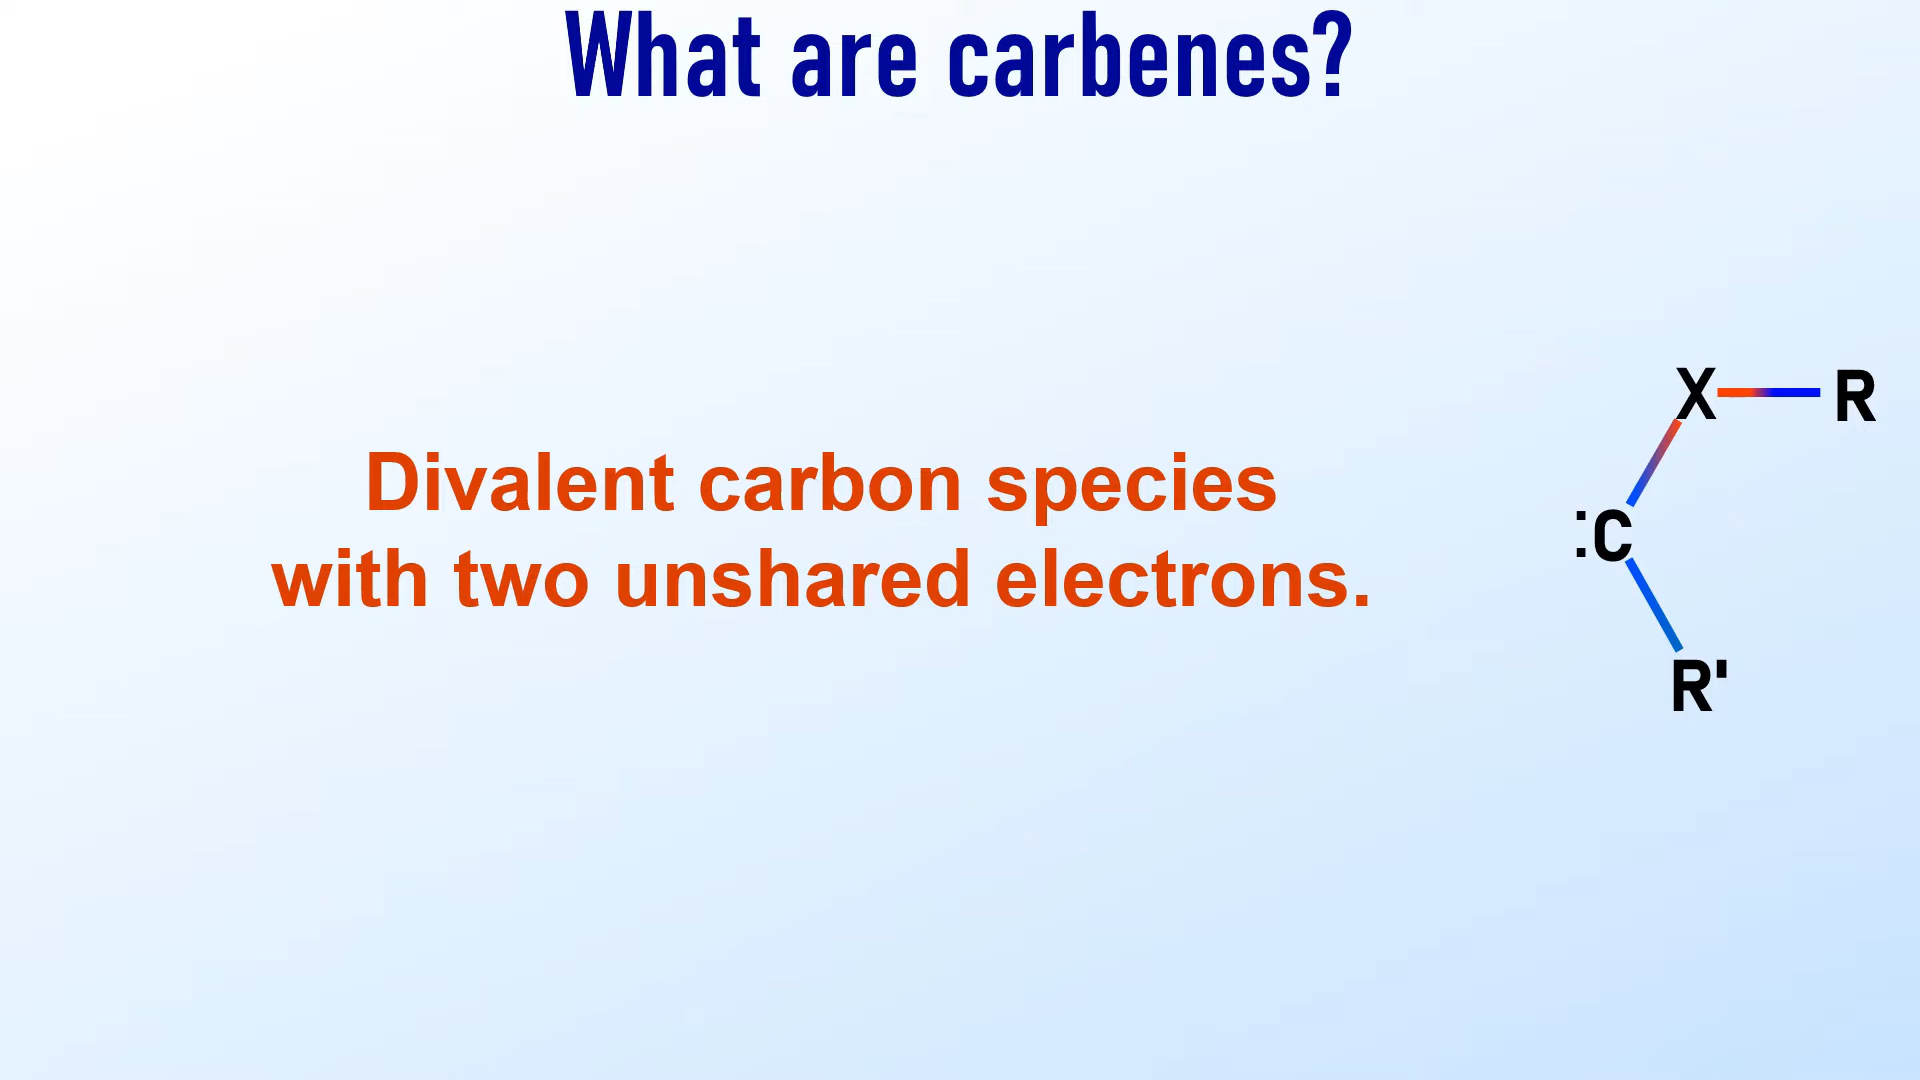 What are carbenes?
Divalent carbon species
with two unshared electrons.
X R
:C
R'